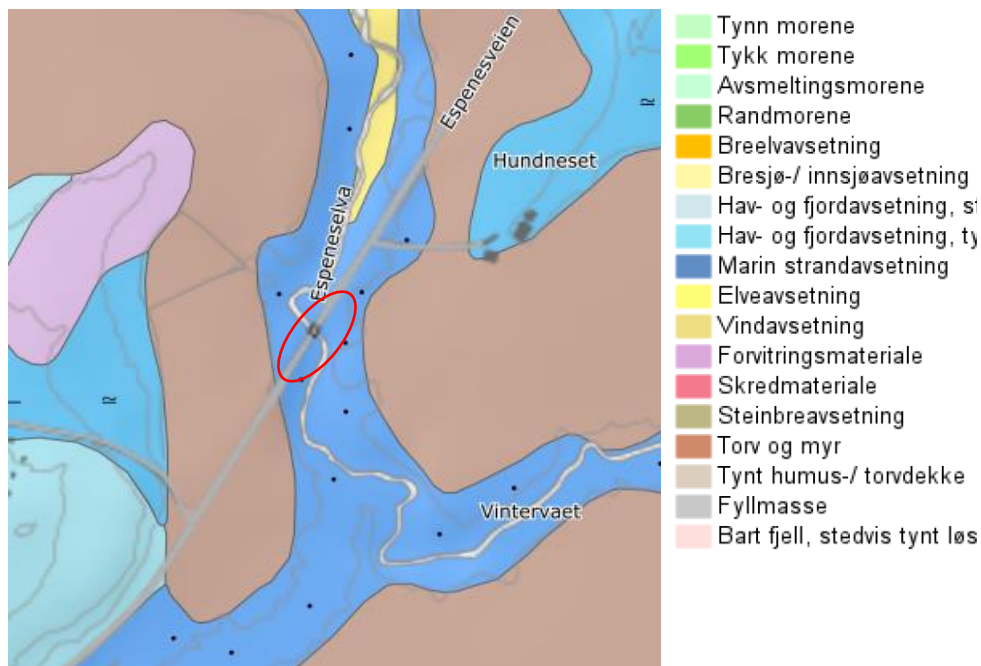 Espenesveien
Hundneset
Espeneselva
Vintervaet
Tynn morene
Tykk morene
Avsmeltingsmorene
Randmorene
Breelvavsetning
Bresjø-/ innsjøavsetning
Hav- og fjordavsetning, st
Hav- og fjordavsetning, ty
Marin strandavsetning
Elveavsetning
Vindavsetning
Forvitringsmateriale
Skredmateriale
Steinbreavsetning
Torv og myr
Tynt humus-/ torvdekke
Fyllmasse
Bart fjell, stedvis tynt løs